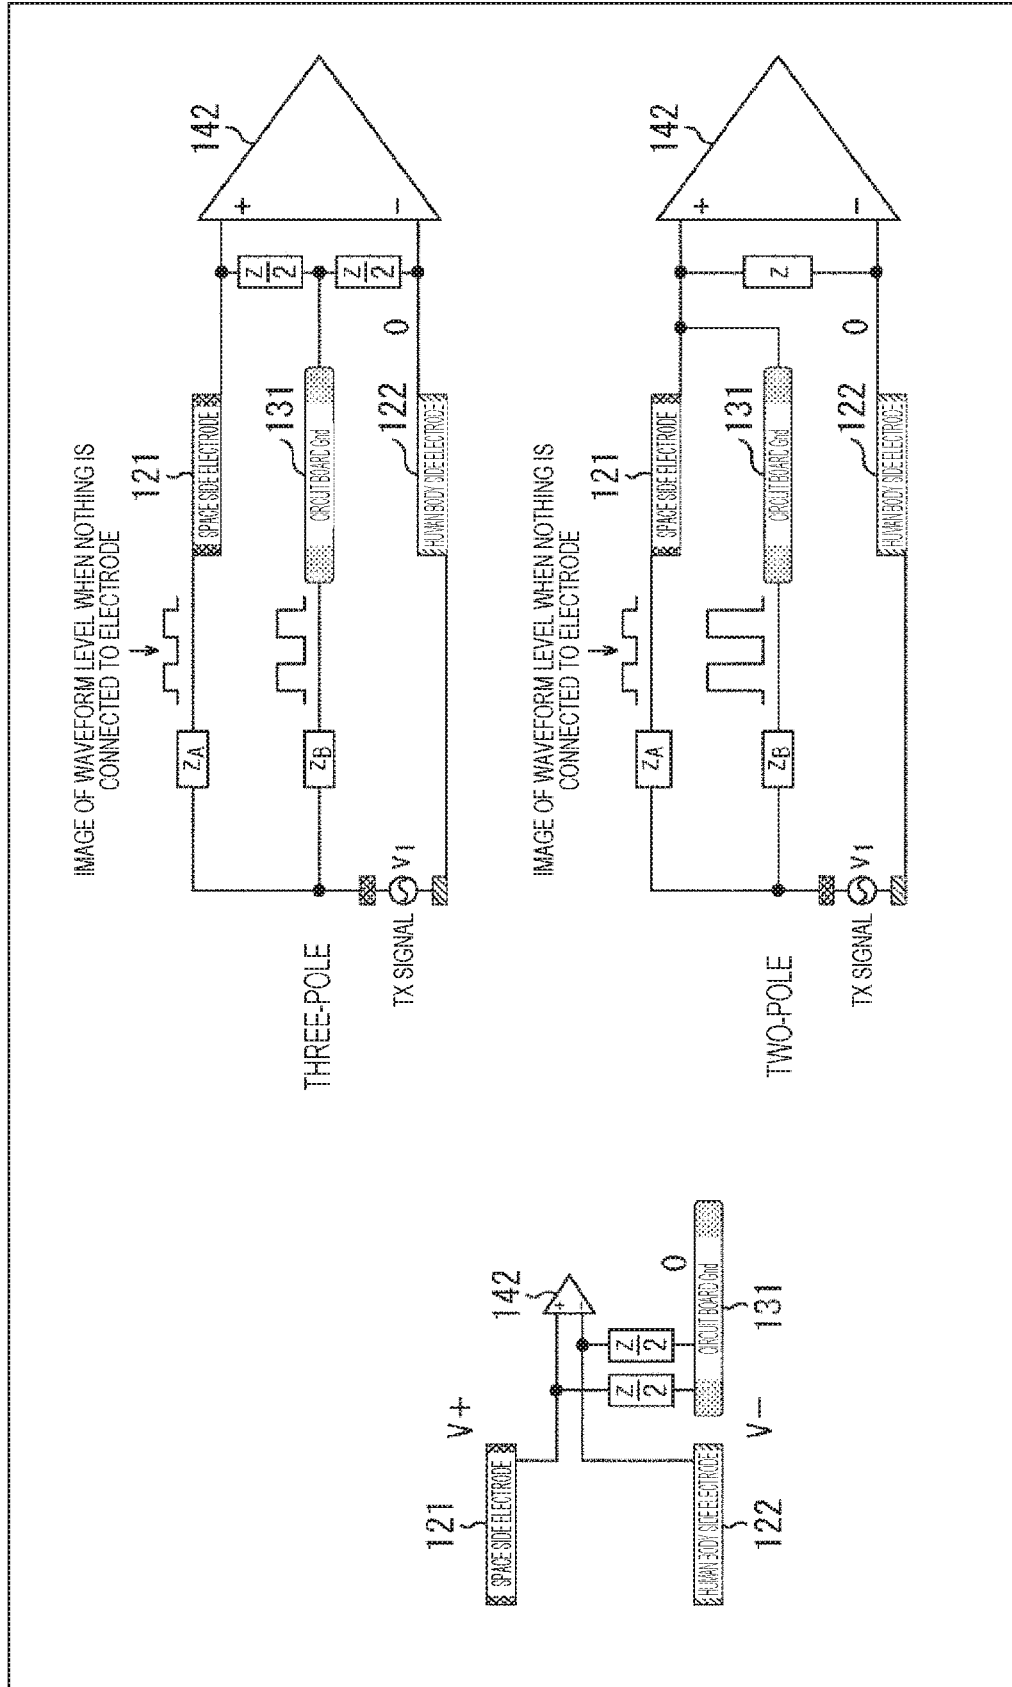 121
SPACE SIDE ELECTRODE
V+
142
+
−
Z/2
Z/2
0
CIRCUIT BOARD Gnd
131
V−
HUMAN BODY SIDE ELECTRODE
122
THREE-POLE
IMAGE OF WAVEFORM LEVEL WHEN NOTHING IS
CONNECTED TO ELECTRODE
TX SIGNAL
V1
ZA
ZB
121
SPACE SIDE ELECTRODE
131
CIRCUIT BOARD Gnd
122
HUMAN BODY SIDE ELECTRODE
0
Z/2
Z/2
142
+
−
TWO-POLE
IMAGE OF WAVEFORM LEVEL WHEN NOTHING IS
CONNECTED TO ELECTRODE
TX SIGNAL
V1
ZA
ZB
121
SPACE SIDE ELECTRODE
131
CIRCUIT BOARD Gnd
122
HUMAN BODY SIDE ELECTRODE
0
Z
142
+
−